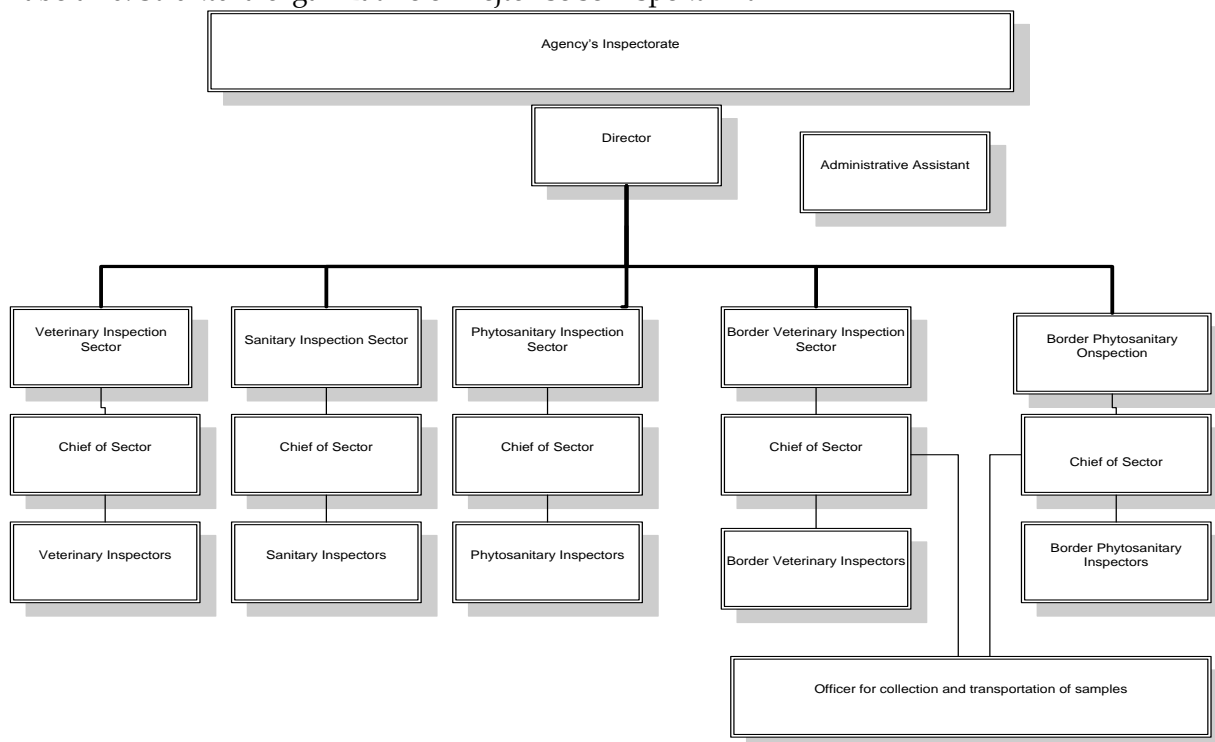 Agency's Inspectorate
Director
Administrative Assistant
Veterinary Inspection
Sector
Sanitary Inspection Sector
Phytosanitary Inspection
Sector
Border Veterinary Inspection
Sector
Border Phytosanitary
Onspection
Chief of Sector
Chief of Sector
Chief of Sector
Chief of Sector
Chief of Sector
Veterinary Inspectors
Sanitary Inspectors
Phytosanitary Inspectors
Border Veterinary Inspectors
Border Phytosanitary
Inspectors
Officer for collection and transportation of samples